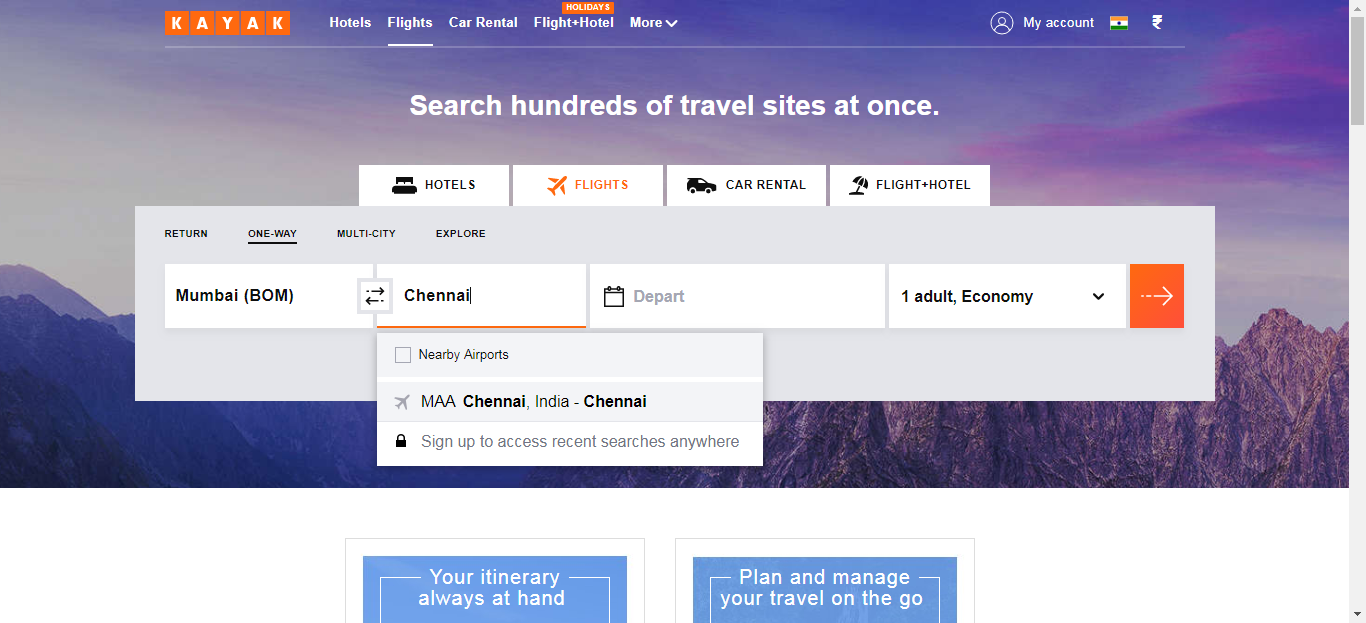 KAYAK
Hotels
Flights
Car Rental
HOLIDAYS
Flight+Hotel
More
My account
₹
Search hundreds of travel sites at once.
HOTELS
FLIGHTS
CAR RENTAL
FLIGHT+HOTEL
RETURN
ONE-WAY
MULTI-CITY
EXPLORE
Mumbai (BOM)
Chennai
Depart
1 adult, Economy
Nearby Airports
MAA Chennai, India - Chennai
Sign up to access recent searches anywhere
Your itinerary
always at hand
Plan and manage
your travel on the go